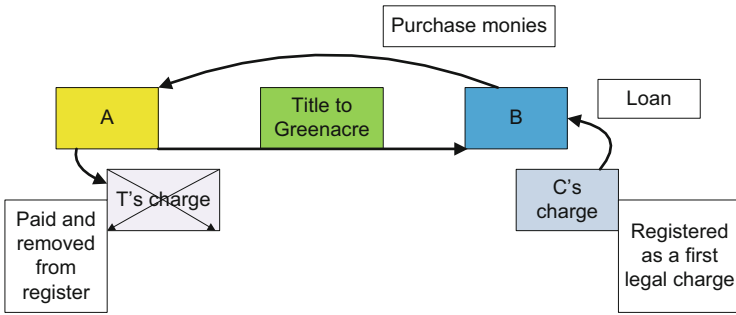 Purchase monies
A
Title to
Greenacre
B
Loan
T's charge
C's
charge
Paid and
removed
from
register
Registered
as a first
legal charge